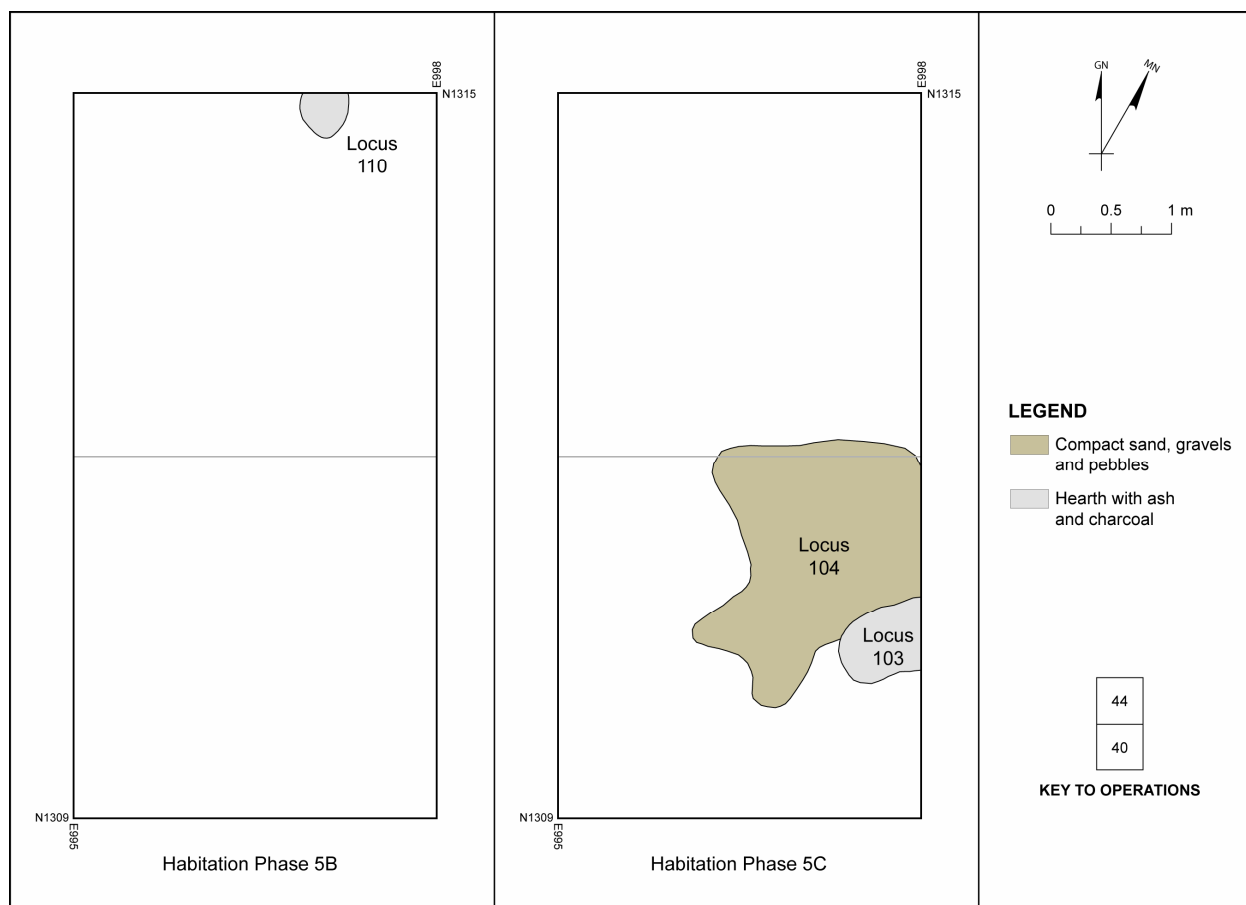 E998
N1315
Locus
110
N1309
E995
Habitation Phase 5B
E998
N1315
Locus
104
Locus
103
N1309
E995
Habitation Phase 5C
GN
MN
0 0.5 1 m
LEGEND
Compact sand, gravels
and pebbles
Hearth with ash
and charcoal
44
40
KEY TO OPERATIONS